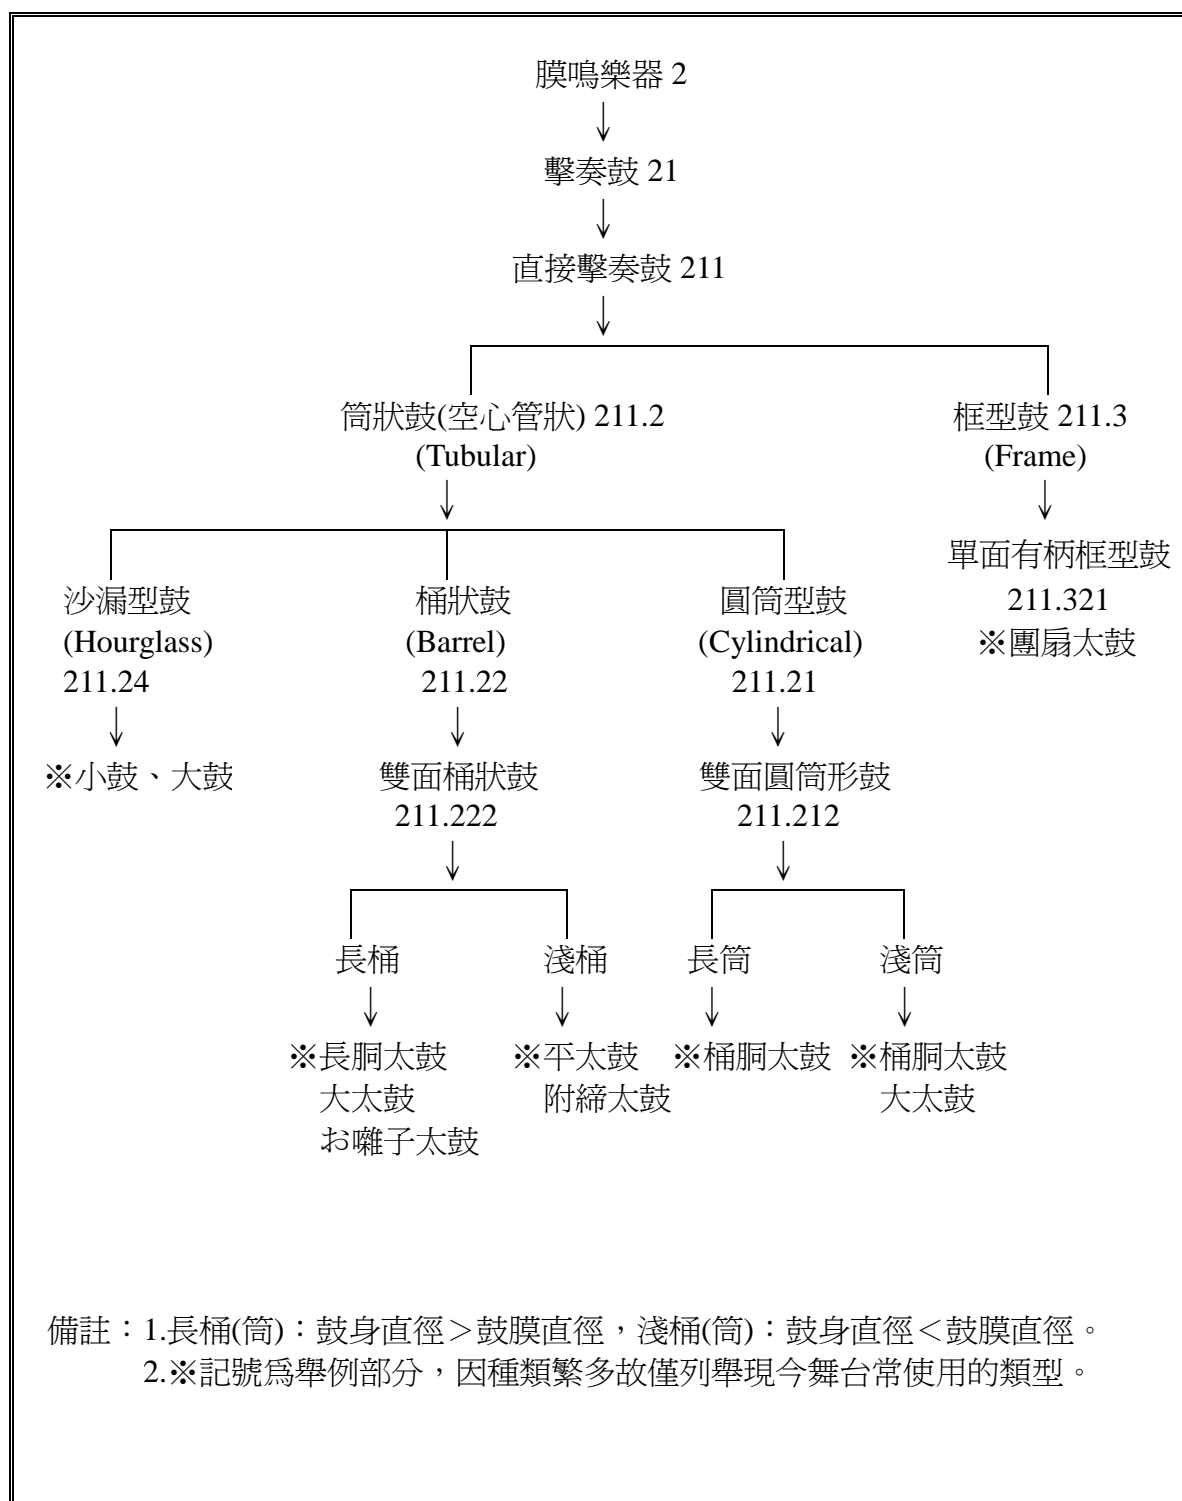 膜鳴樂器 2
擊奏鼓 21
直接擊奏鼓 211
筒狀鼓(空心管狀) 211.2
(Tubular)
框型鼓 211.3
(Frame)
單面有柄框型鼓
211.321
※團扇太鼓
沙漏型鼓
(Hourglass)
211.24
※小鼓、大鼓
桶狀鼓
(Barrel)
211.22
雙面桶狀鼓
211.222
圓筒型鼓
(Cylindrical)
211.21
雙面圓筒形鼓
211.212
長桶
※長胴太鼓
大太鼓
お囃子太鼓
淺桶
※平太鼓
附締太鼓
長筒
※桶胴太鼓
淺筒
※桶胴太鼓
大太鼓
備註：1.長桶(筒)：鼓身直徑＞鼓膜直徑，淺桶(筒)：鼓身直徑＜鼓膜直徑。
2.※記號爲舉例部分，因種類繁多故僅列舉現今舞台常使用的類型。